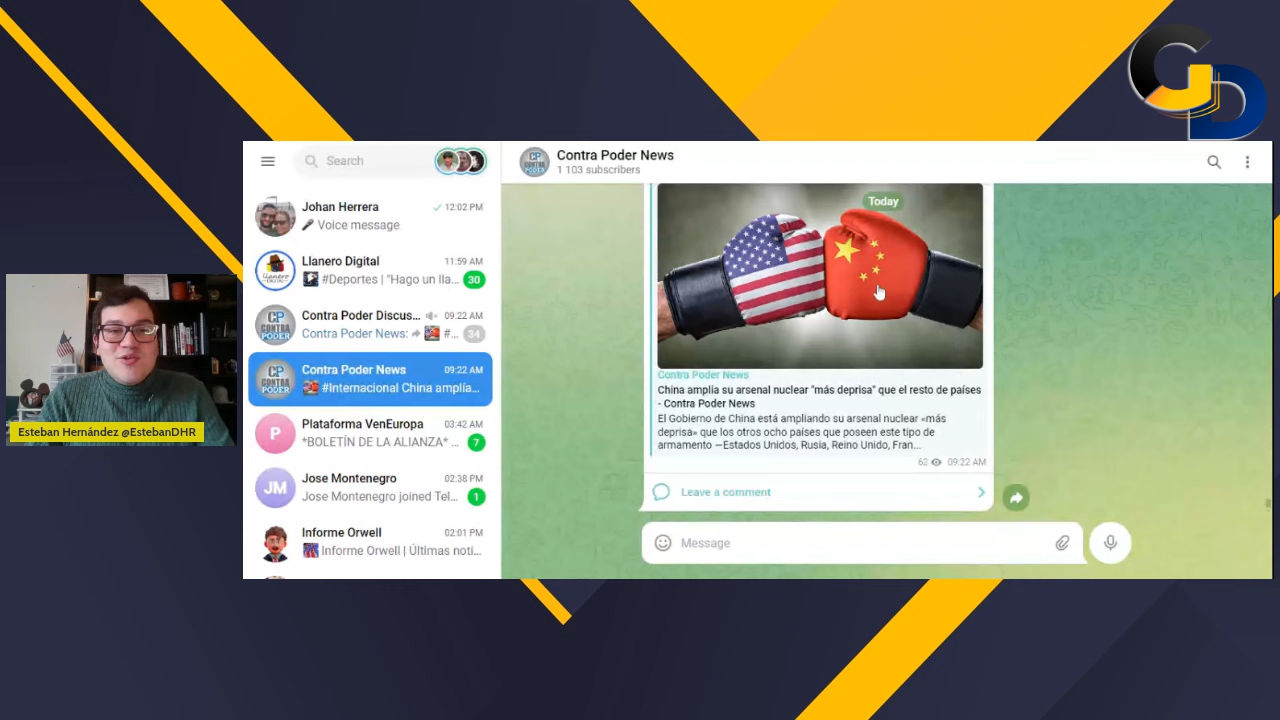 GD
Search
Johan Herrera
12:02 PM
Voice message
Llanero Digital
11:59 AM
#Deportes | "Hago un lla...
30
Contra Poder Discus...
09:22 AM
Contra Poder News:
#...
34
Contra Poder News
09:22 AM
#Internacional China amplía...
Plataforma VenEuropa
03:42 AM
*BOLETÍN DE LA ALIANZA* ...
7
JM
Jose Montenegro
02:38 PM
Jose Montenegro joined Tel...
1
Informe Orwell
02:01 PM
Informe Orwell | Últimas noti...
P
CP
CONTRA
PODER
Llanero
Esteban Hernández @EstebanDHR
Contra Poder News
1 103 subscribers
Today
Contra Poder News
China amplía su arsenal nuclear "más deprisa" que el resto de países
- Contra Poder News
El Gobierno de China está ampliando su arsenal nuclear «más
deprisa» que los otros ocho países que poseen este tipo de
armamento —Estados Unidos, Rusia, Reino Unido, Fran...
62
09:22 AM
Leave a comment
Message